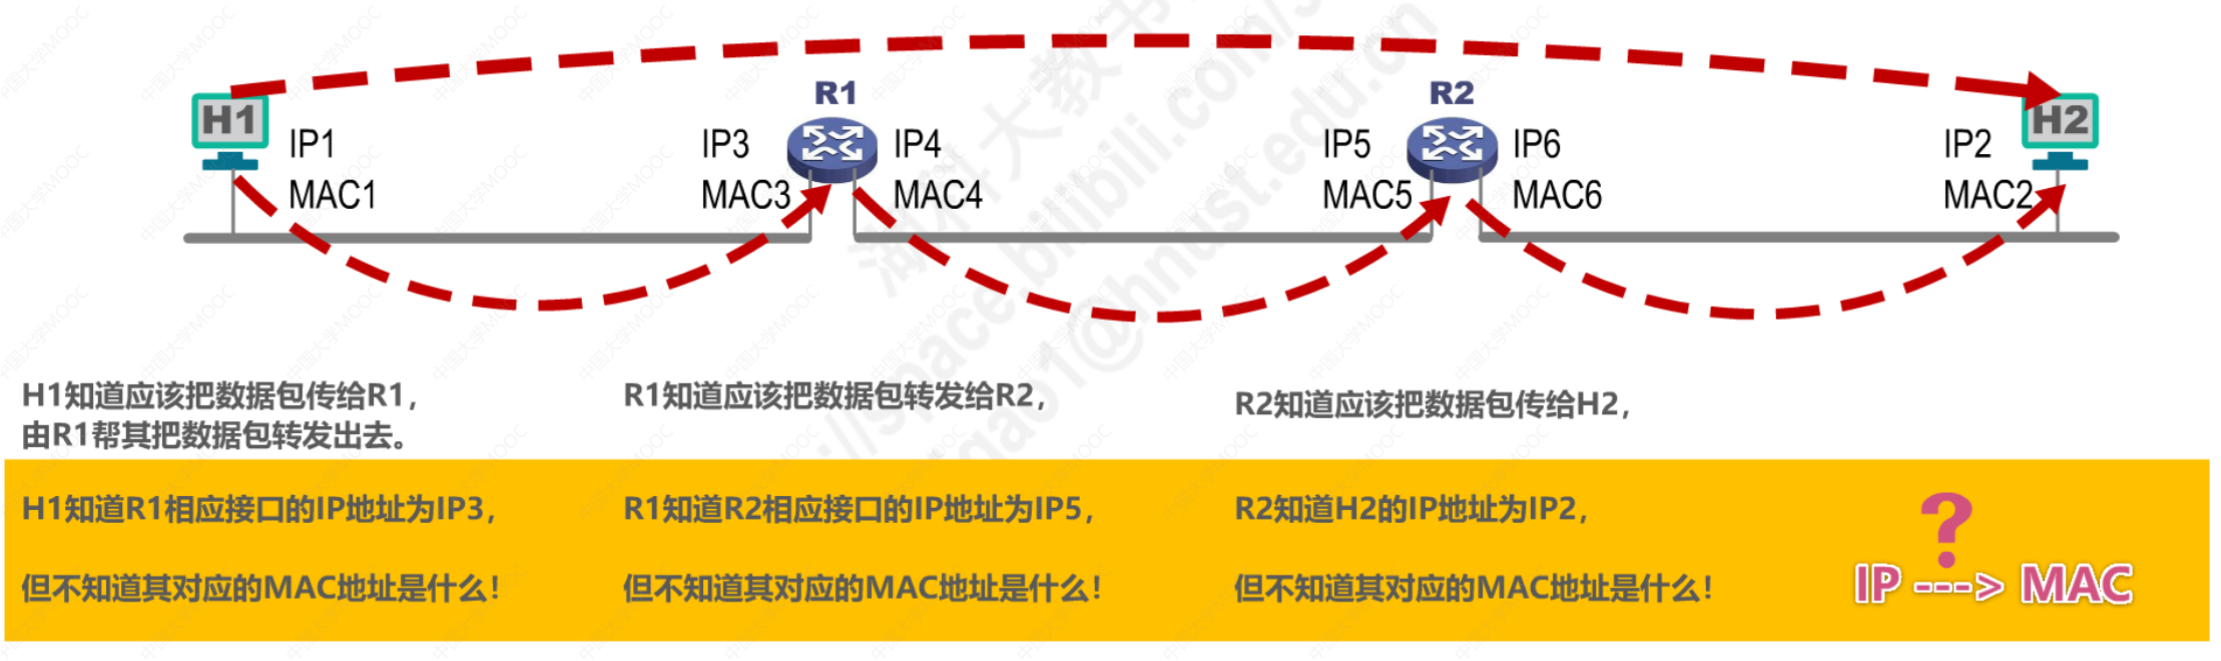 R1
R2
H1
H2
IP1
IP3
IP4
IP5
IP6
IP2
MAC1
MAC3
MAC4
MAC5
MAC6
MAC2
H1知道应该把数据包传给R1，
由R1帮其把数据包转发出去。
R1知道应该把数据包转发给R2，
R2知道应该把数据包传给H2，
H1知道R1相应接口的IP地址为IP3，
但不知道其对应的MAC地址是什么！
R1知道R2相应接口的IP地址为IP5，
但不知道其对应的MAC地址是什么！
R2知道H2的IP地址为IP2，
但不知道其对应的MAC地址是什么！
?
IP ---> MAC
中国大学MOOC